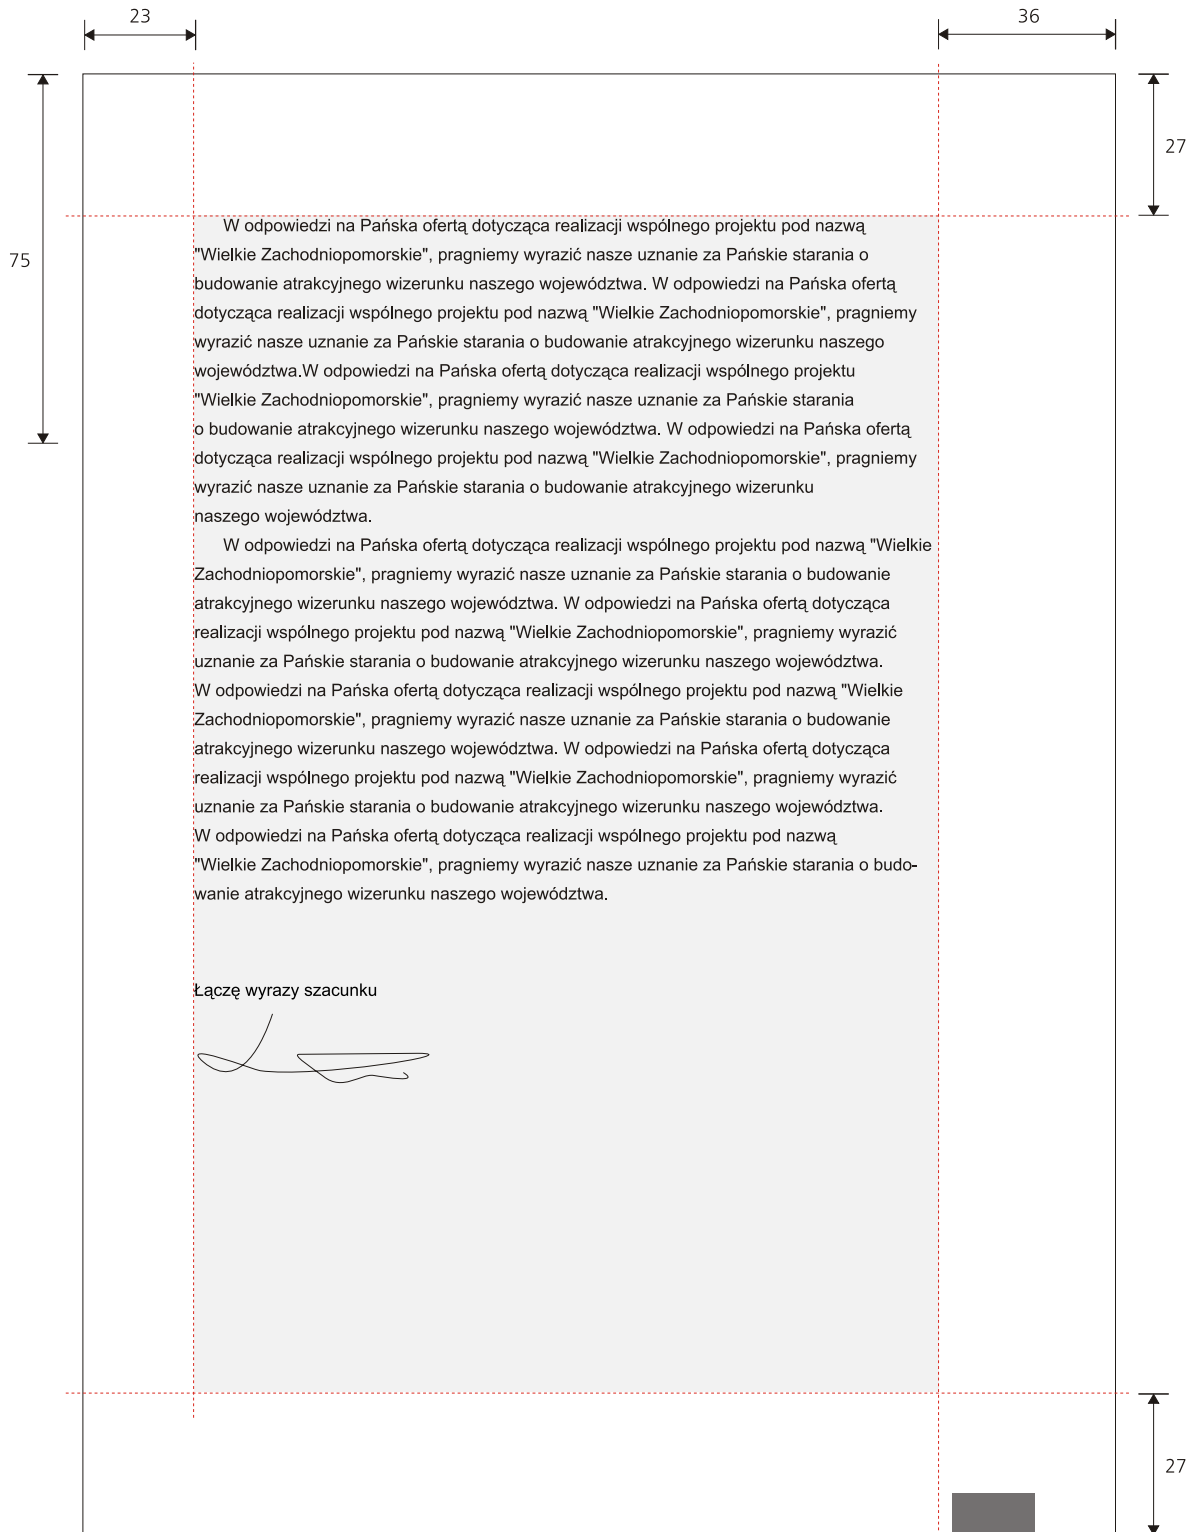 23
36
27
75
W odpowiedzi na Pańska ofertą dotycząca realizacji wspólnego projektu pod nazwą
"Wielkie Zachodniopomorskie", pragniemy wyrazić nasze uznanie za Pańskie starania o
budowanie atrakcyjnego wizerunku naszego województwa. W odpowiedzi na Pańska ofertą
dotycząca realizacji wspólnego projektu pod nazwą "Wielkie Zachodniopomorskie", pragniemy
wyrazić nasze uznanie za Pańskie starania o budowanie atrakcyjnego wizerunku naszego
województwa.W odpowiedzi na Pańska ofertą dotycząca realizacji wspólnego projektu
"Wielkie Zachodniopomorskie", pragniemy wyrazić nasze uznanie za Pańskie starania
o budowanie atrakcyjnego wizerunku naszego województwa. W odpowiedzi na Pańska ofertą
dotycząca realizacji wspólnego projektu pod nazwą "Wielkie Zachodniopomorskie", pragniemy
wyrazić nasze uznanie za Pańskie starania o budowanie atrakcyjnego wizerunku
naszego województwa.
W odpowiedzi na Pańska ofertą dotycząca realizacji wspólnego projektu pod nazwą "Wielkie
Zachodniopomorskie", pragniemy wyrazić nasze uznanie za Pańskie starania o budowanie
atrakcyjnego wizerunku naszego województwa. W odpowiedzi na Pańska ofertą dotycząca
realizacji wspólnego projektu pod nazwą "Wielkie Zachodniopomorskie", pragniemy wyrazić
uznanie za Pańskie starania o budowanie atrakcyjnego wizerunku naszego województwa.
W odpowiedzi na Pańska ofertą dotycząca realizacji wspólnego projektu pod nazwą "Wielkie
Zachodniopomorskie", pragniemy wyrazić nasze uznanie za Pańskie starania o budowanie
atrakcyjnego wizerunku naszego województwa. W odpowiedzi na Pańska ofertą dotycząca
realizacji wspólnego projektu pod nazwą "Wielkie Zachodniopomorskie", pragniemy wyrazić
uznanie za Pańskie starania o budowanie atrakcyjnego wizerunku naszego województwa.
W odpowiedzi na Pańska ofertą dotycząca realizacji wspólnego projektu pod nazwą
"Wielkie Zachodniopomorskie", pragniemy wyrazić nasze uznanie za Pańskie starania o budo-
wanie atrakcyjnego wizerunku naszego województwa.
Łączę wyrazy szacunku
27